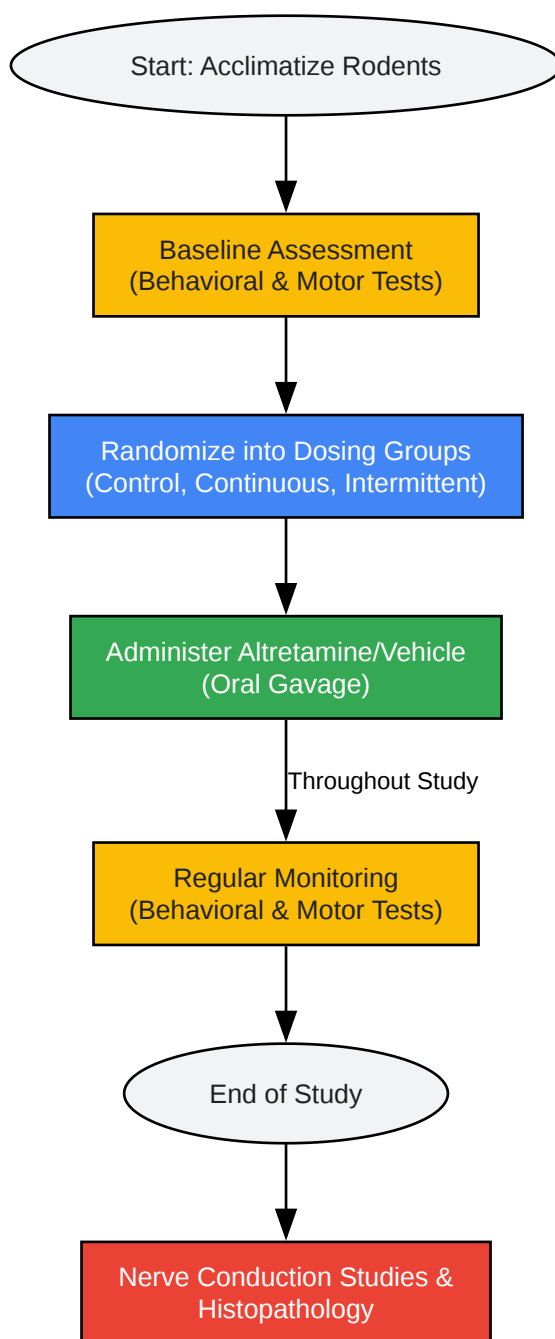 Start: Acclimatize Rodents
Baseline Assessment
(Behavioral & Motor Tests)
Randomize into Dosing Groups
(Control, Continuous, Intermittent)
Administer Altretamine/Vehicle
(Oral Gavage)
Throughout Study
Regular Monitoring
(Behavioral & Motor Tests)
End of Study
Nerve Conduction Studies &
Histopathology